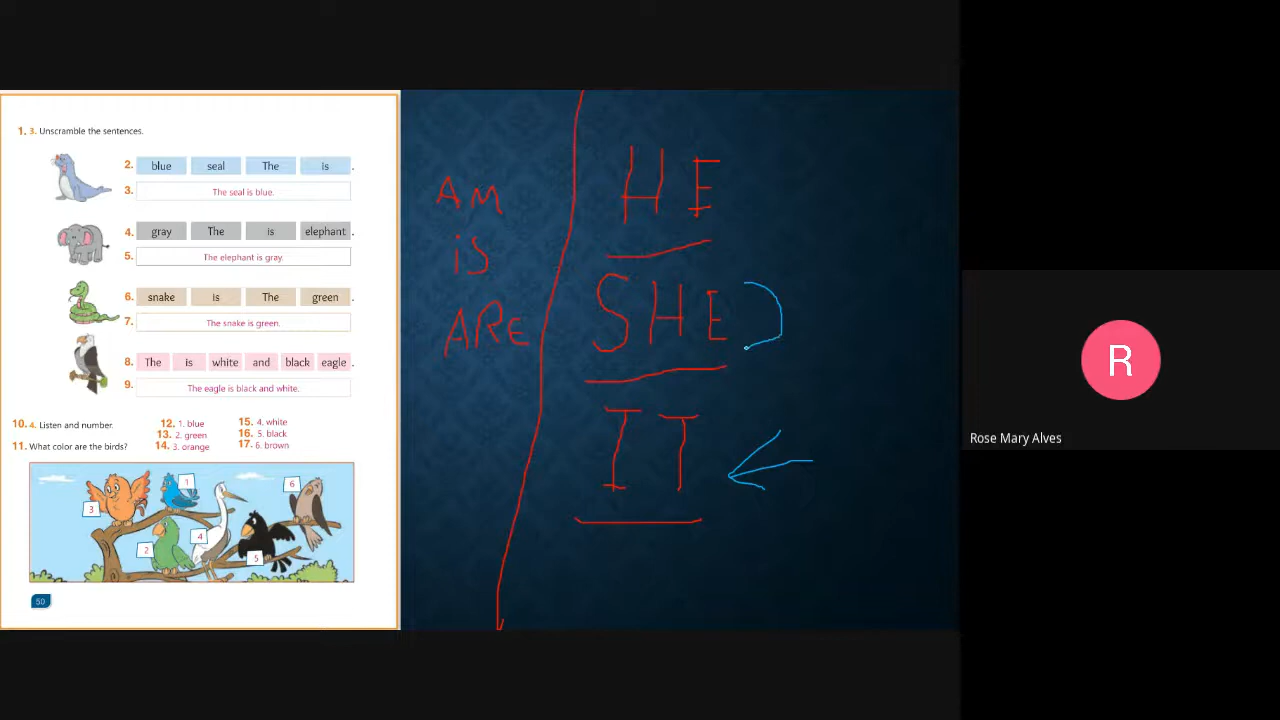 1. 3. Unscramble the sentences.
2. blue seal The is .
3. The seal is blue.
4. gray The is elephant .
5. The elephant is gray.
6. snake is The green .
7. The snake is green.
8. The is white and black eagle .
9. The eagle is black and white.
10. 4. Listen and number.
11. What color are the birds?
12. 1. blue
13. 2. green
14. 3. orange
15. 4. white
16. 5. black
17. 6. brown
1
6
3
2
4
5
50
AM
is
ARE
HE
SHE
IT
R
Rose Mary Alves